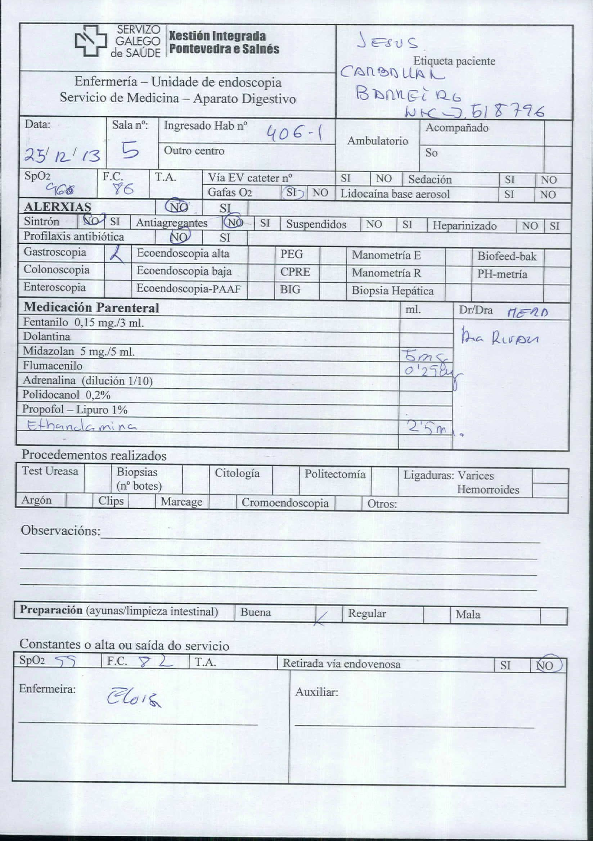 SERVIZO
GALEGO
de SAÚDE
Xestión Integrada
Pontevedra e Salnés
Enfermería – Unidade de endoscopia
Servicio de Medicina – Aparato Digestivo
JESUS
Etiqueta paciente
CARBALLAL
BARREIRO
NHC 518796
Data: 25/12/13 Sala nº: 5 Ingresado Hab nº 406-1
Outro centro
Ambulatorio Acompañado
So
SpO2 F.C. 86 T.A. Vía EV cateter nº SI NO Sedación SI NO
Gafas O2 SI NO Lidocaína base aerosol SI NO
ALERXIAS NO SI
Sintrón NO SI Antiagregantes NO SI Suspendidos NO SI Heparinizado NO SI
Profilaxis antibiótica NO SI
Gastroscopia Ecoendoscopia alta PEG Manometría E Biofeed-bak
Colonoscopia Ecoendoscopia baja CPRE Manometría R PH-metría
Enteroscopia Ecoendoscopia-PAAF BIG Biopsia Hepática
Medicación Parenteral ml. Dr/Dra
Fentanilo 0,15 mg./3 ml.
Dolantina
Midazolan 5 mg./5 ml. 5mg
Flumacenilo
Adrenalina (dilución 1/10)
Polidocanol 0,2%
Propofol – Lipuro 1%
Ethanolamina 2'5ml.
Procedementos realizados
Test Ureasa Biopsias Citología Politectomía Ligaduras: Varices
(nº botes) Hemorroides
Argón Clips Marcage Cromoendoscopia Otros:
Observacións:
Preparación (ayunas/limpieza intestinal) Buena Regular Mala
Constantes o alta ou saída do servicio
SpO2 99 F.C. 82 T.A. Retirada vía endovenosa SI NO
Enfermeira: Eloisa Auxiliar: